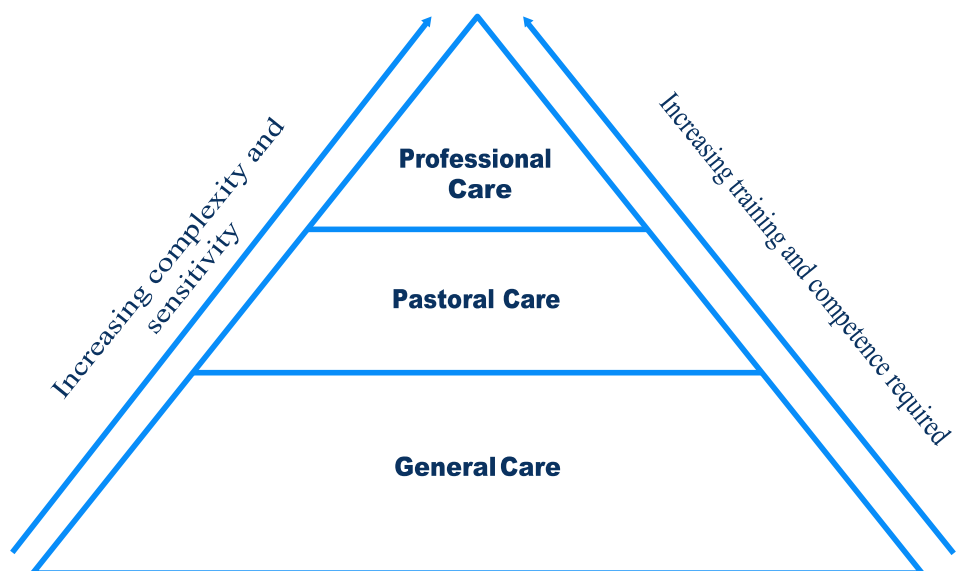 Professional
Care
Increasing complexity and
sensitivity
Increasing training and competence required
Pastoral Care
General Care